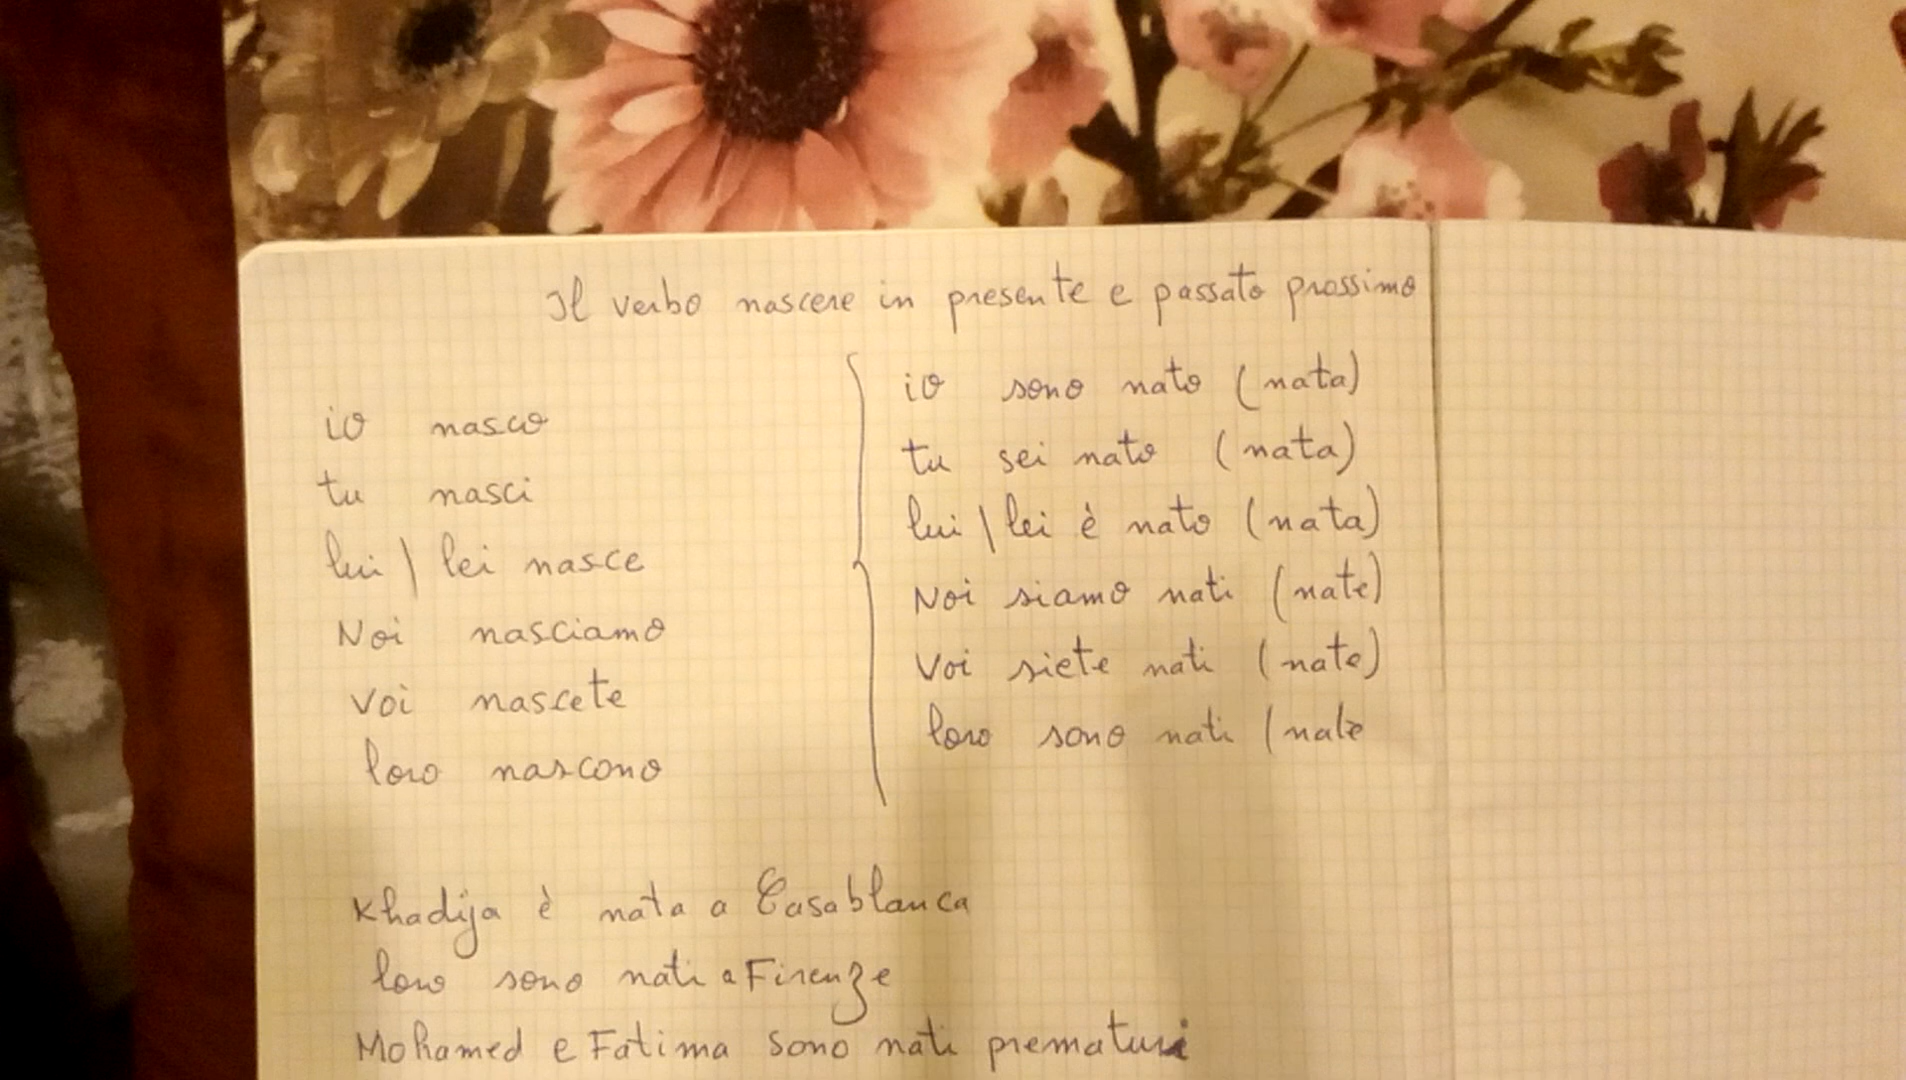 Il verbo nascere in presente e passato prossimo
io nasco
tu nasci
lui \ lei nasce
Noi nasciamo
Voi nascete
loro nascono
io sono nato (nata)
tu sei nato (nata)
lui \ lei è nato (nata)
Noi siamo nati (nate)
Voi siete nati (nate)
loro sono nati (nate
Khadija è nata a Casablanca
loro sono nati a Firenze
Mohamed e Fatima sono nati prematuri